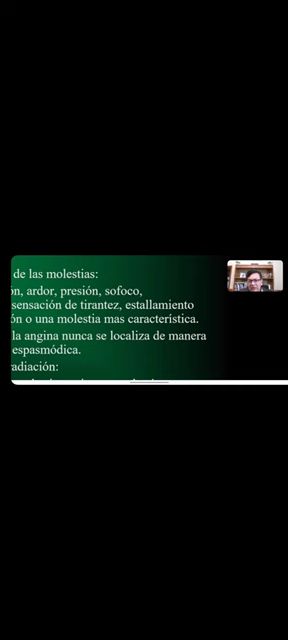 de las molestias:
ón, ardor, presión, sofoco,
sensación de tirantez, estallamiento
ón o una molestia mas característica.
la angina nunca se localiza de manera
espasmódica.
adiación: